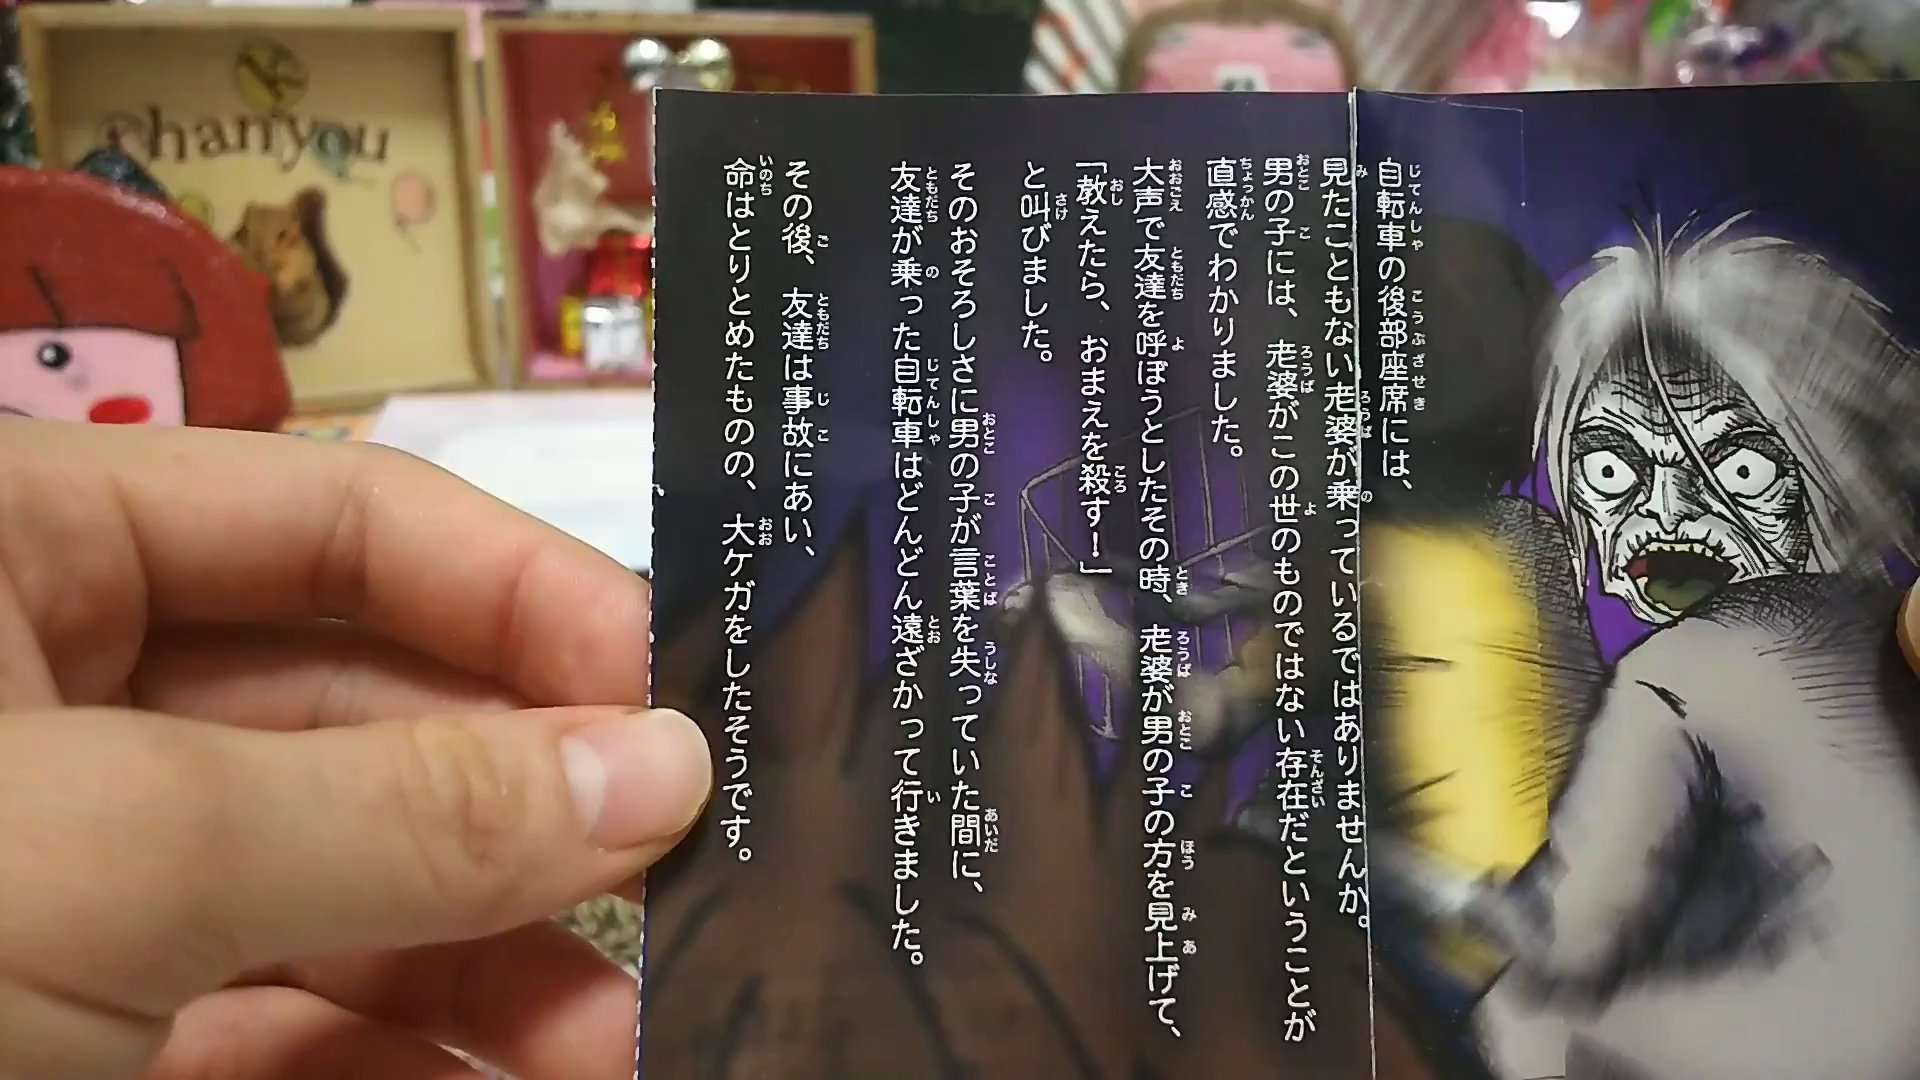 chanyou
自転車の後部座席には、
見たこともない老婆が乗っているではありませんか。
男の子には、老婆がこの世のものではない存在だということが
直感でわかりました。
大声で友達を呼ぼうとしたその時、老婆が男の子の方を見上げて、
「教えたら、おまえを殺す！」
と叫びました。
そのおそろしさに男の子が言葉を失っていた間に、
友達が乗った自転車はどんどん遠ざかって行きました。
その後、友達は事故にあい、
命はとりとめたものの、大ケガをしたそうです。